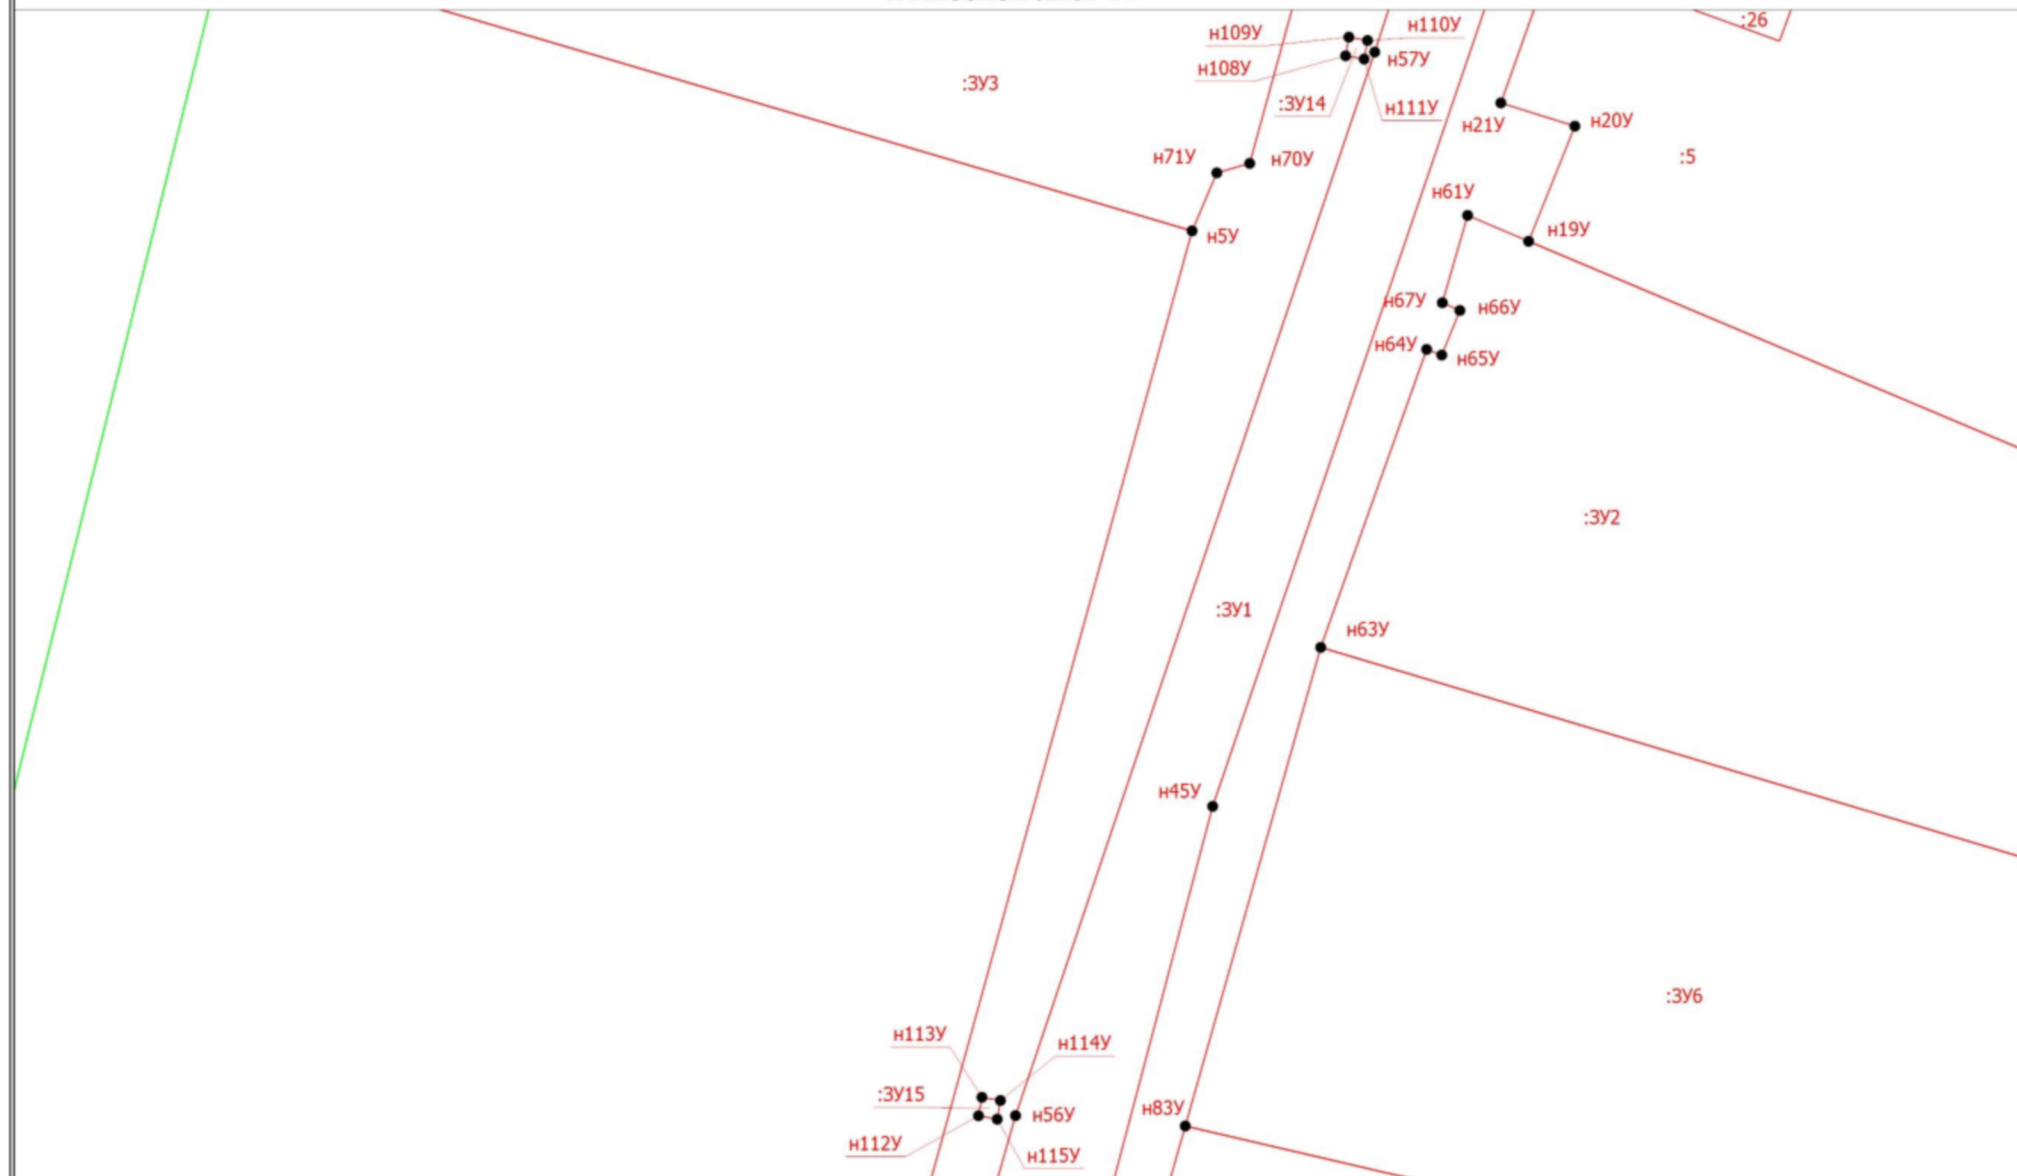 :26
н109У
н110У
н57У
н108У
:ЗУ3
:ЗУ14
н111У
н21У
н20У
:5
н71У
н70У
н61У
н19У
н5У
н67У
н66У
н64У
н65У
:ЗУ2
:ЗУ1
н63У
н45У
:ЗУ6
н113У
н114У
:ЗУ15
н56У
н83У
н112У
н115У